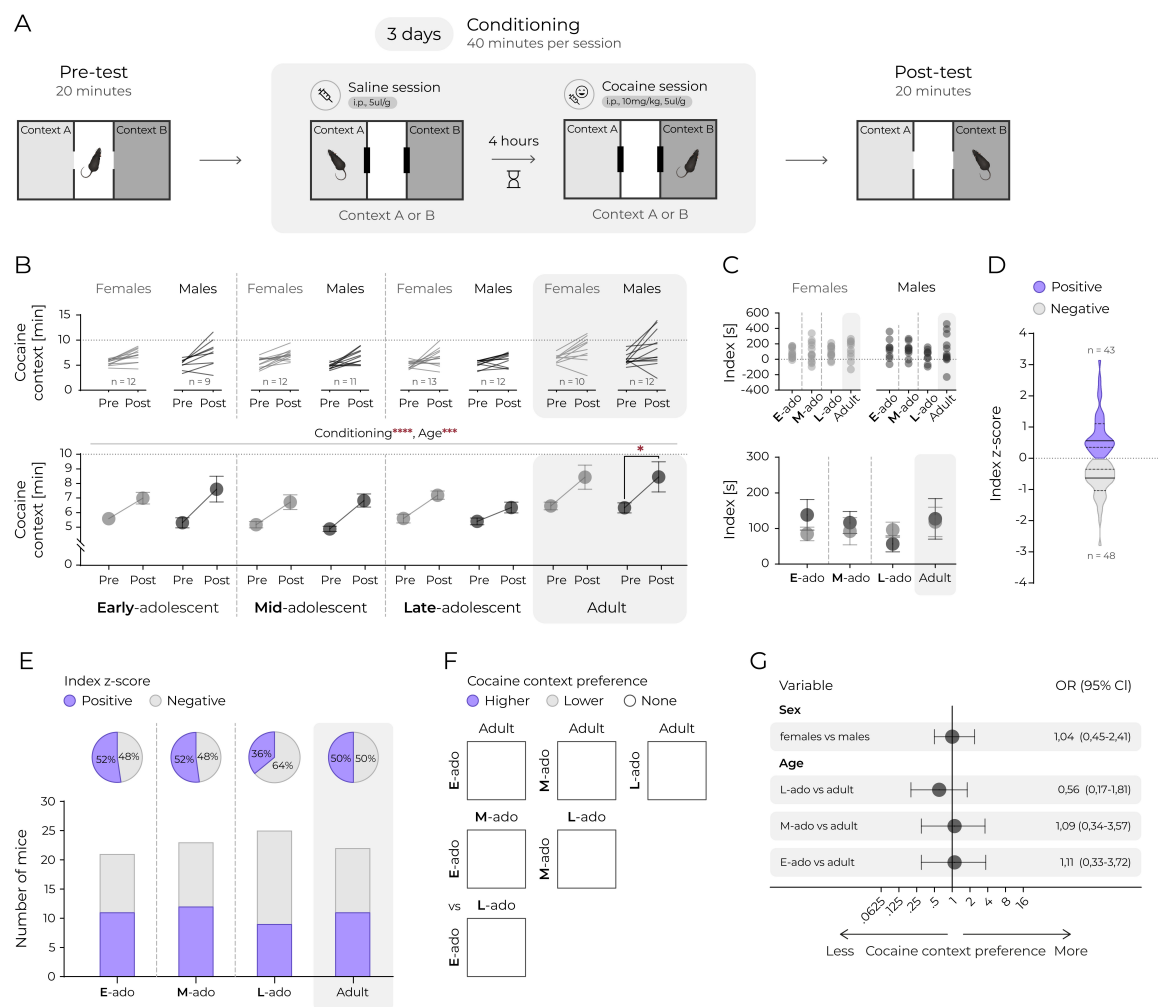 A
3 days
Conditioning
40 minutes per session
Pre-test
20 minutes
Context A
Context B
Saline session
i.p., 5ul/g
Context A
Context B
Context A or B
4 hours
Cocaine session
i.p., 10mg/kg, 5ul/g
Context A
Context B
Context A or B
Post-test
20 minutes
Context A
Context B
B
Females Males Females Males Females Males Females Males
Cocaine
context [min]
15
10
5
0
n = 12 n = 9 n = 12 n = 11 n = 13 n = 12 n = 10 n = 12
Pre Post Pre Post Pre Post Pre Post Pre Post Pre Post Pre Post Pre Post
Conditioning****, Age***
*
Cocaine
context [min]
10
9
8
7
6
5
0
Pre Post Pre Post Pre Post Pre Post Pre Post Pre Post Pre Post Pre Post
Early-adolescent Mid-adolescent Late-adolescent Adult
C
Females Males
Index [s]
600
400
200
0
-200
-400
E-ado M-ado L-ado Adult E-ado M-ado L-ado Adult
Index [s]
300
200
100
0
E-ado M-ado L-ado Adult
D
Positive
Negative
Index z-score
4
3
2
1
0
-1
-2
-3
-4
n = 43
n = 48
E
Index z-score
Positive Negative
52% 48% 52% 48% 36% 64% 50% 50%
Number of mice
30
25
20
15
10
5
0
E-ado M-ado L-ado Adult
F
Cocaine context preference
Higher Lower None
Adult Adult Adult
E-ado M-ado L-ado
M-ado L-ado
E-ado M-ado
vs L-ado
E-ado
G
Variable OR (95% CI)
Sex
females vs males 1,04 (0,45-2,41)
Age
L-ado vs adult 0,56 (0,17-1,81)
M-ado vs adult 1,09 (0,34-3,57)
E-ado vs adult 1,11 (0,33-3,72)
.0625 .125 .25 .5 1 2 4 8 16
Less Cocaine context preference More